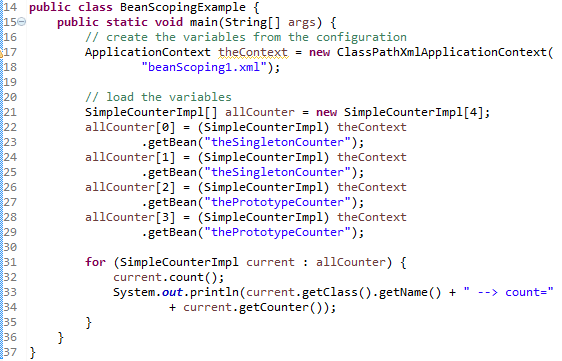 14 public class BeanScopingExample {
15 public static void main(String[] args) {
16 // create the variables from the configuration
17 ApplicationContext theContext = new ClassPathXmlApplicationContext(
18 "beanScoping1.xml");
19
20 // load the variables
21 SimpleCounterImpl[] allCounter = new SimpleCounterImpl[4];
22 allCounter[0] = (SimpleCounterImpl) theContext
23 .getBean("theSingletonCounter");
24 allCounter[1] = (SimpleCounterImpl) theContext
25 .getBean("theSingletonCounter");
26 allCounter[2] = (SimpleCounterImpl) theContext
27 .getBean("thePrototypeCounter");
28 allCounter[3] = (SimpleCounterImpl) theContext
29 .getBean("thePrototypeCounter");
30
31 for (SimpleCounterImpl current : allCounter) {
32 current.count();
33 System.out.println(current.getClass().getName() + " --> count="
34 + current.getCounter());
35 }
36 }
37 }